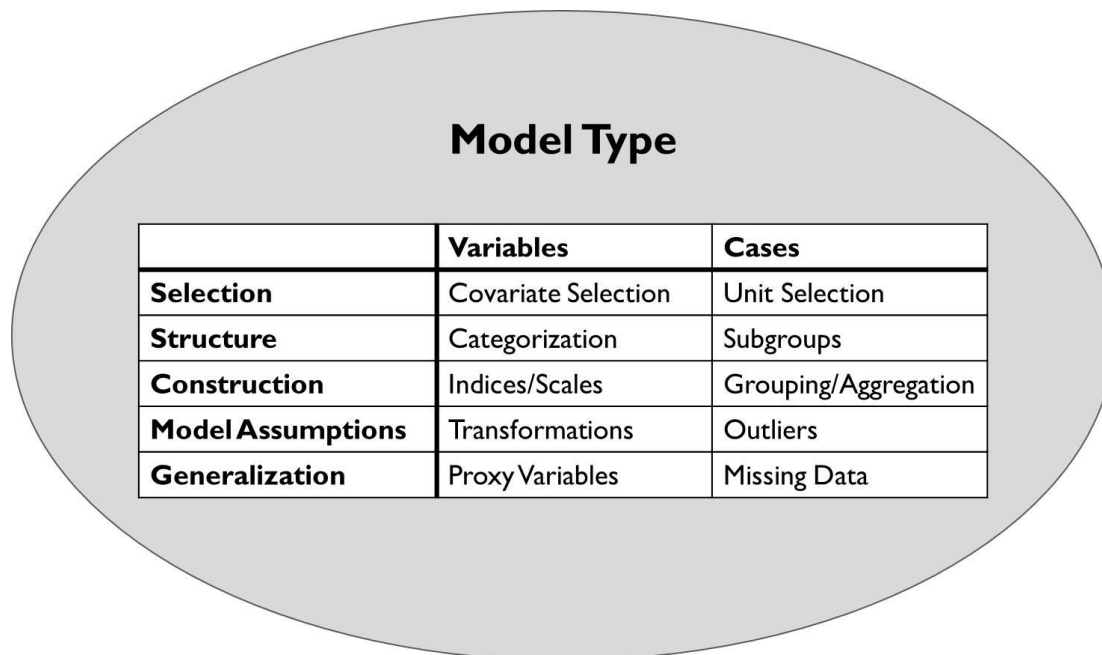 Model Type
Variables Cases
Selection Covariate Selection Unit Selection
Structure Categorization Subgroups
Construction Indices/Scales Grouping/Aggregation
Model Assumptions Transformations Outliers
Generalization Proxy Variables Missing Data